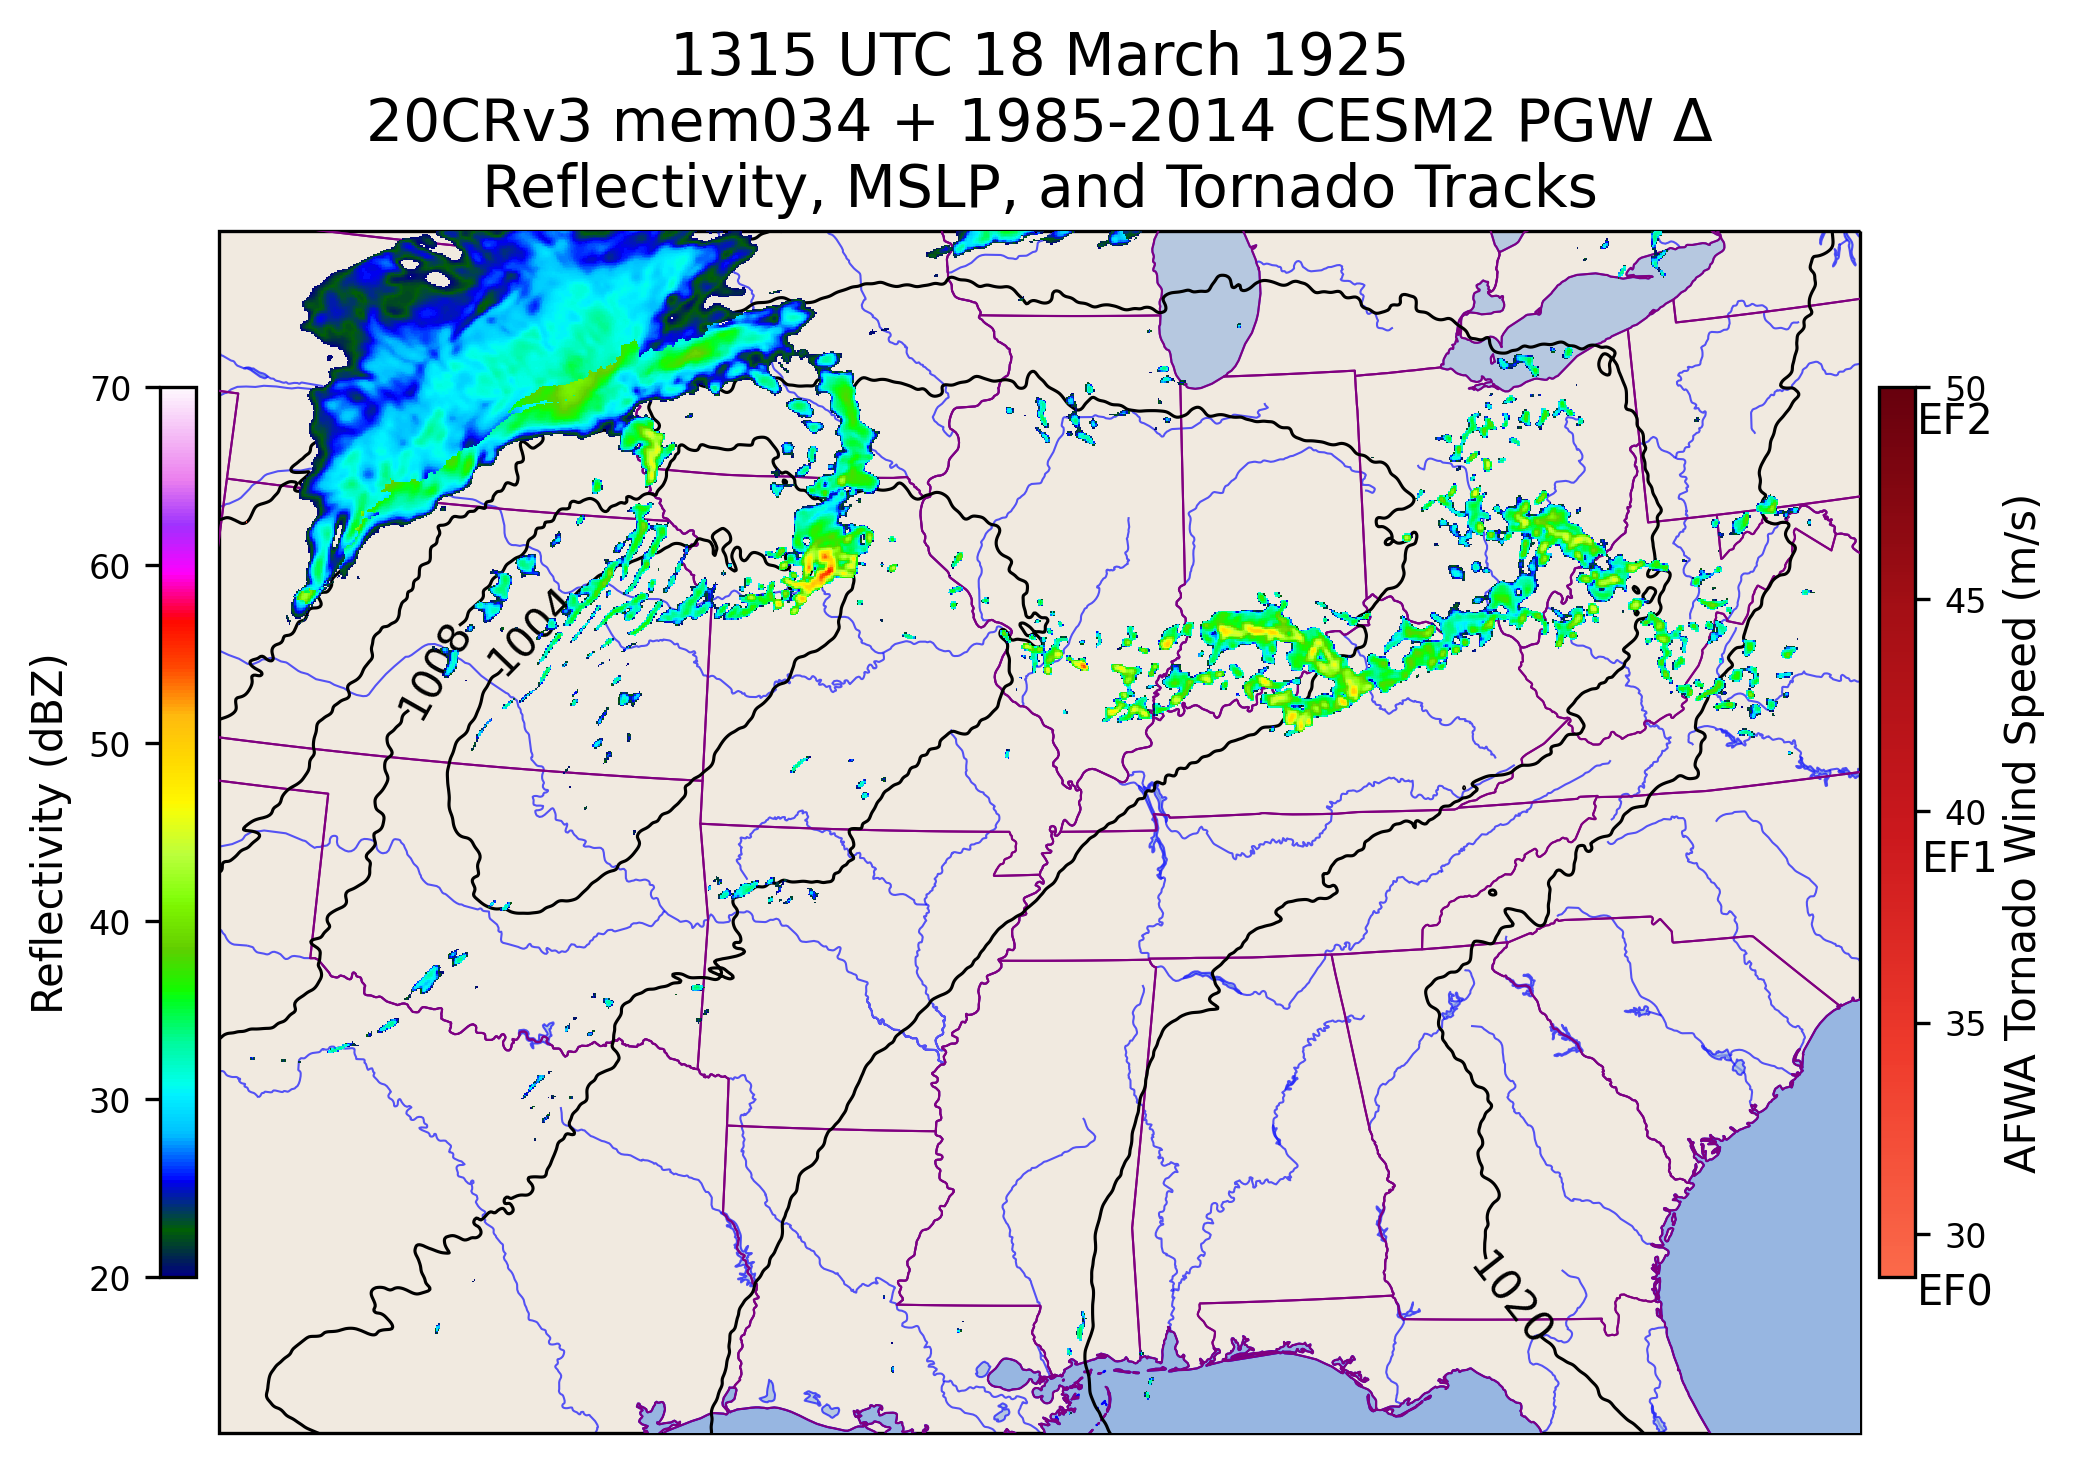 1315 UTC 18 March 1925
20CRv3 mem034 + 1985-2014 CESM2 PGW Δ
Reflectivity, MSLP, and Tornado Tracks
Reflectivity (dBZ)
70
60
50
40
30
20
1008
1004
1020
50
EF2
45
40
EF1
35
30
EF0
AFWA Tornado Wind Speed (m/s)